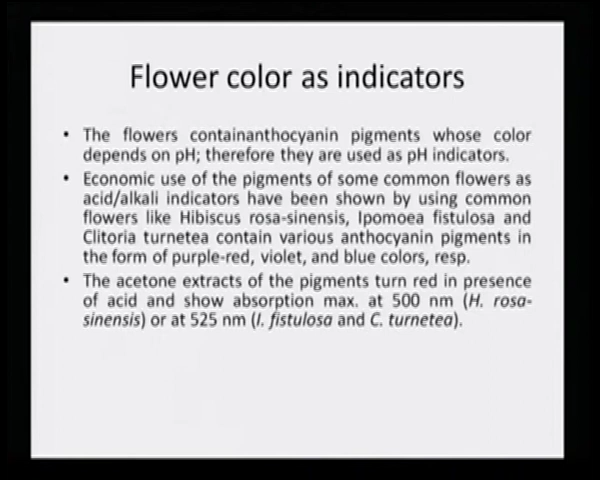 Flower color as indicators
• The flowers containanthocyanin pigments whose color
depends on pH; therefore they are used as pH indicators.
• Economic use of the pigments of some common flowers as
acid/alkali indicators have been shown by using common
flowers like Hibiscus rosa-sinensis, Ipomoea fistulosa and
Clitoria turnetea contain various anthocyanin pigments in
the form of purple-red, violet, and blue colors, resp.
• The acetone extracts of the pigments turn red in presence
of acid and show absorption max. at 500 nm (H. rosa-
sinensis) or at 525 nm (I. fistulosa and C. turnetea).